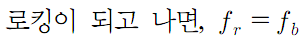 로킹이 되고 나면, $f_r = f_b$